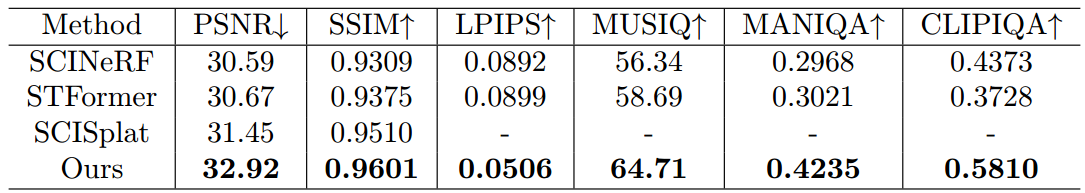 Method PSNR↓ SSIM↑ LPIPS↑ MUSIQ↑ MANIQA↑ CLIPIQA↑
SCINeRF 30.59 0.9309 0.0892 56.34 0.2968 0.4373
STFormer 30.67 0.9375 0.0899 58.69 0.3021 0.3728
SCISplat 31.45 0.9510 - - - -
Ours 32.92 0.9601 0.0506 64.71 0.4235 0.5810